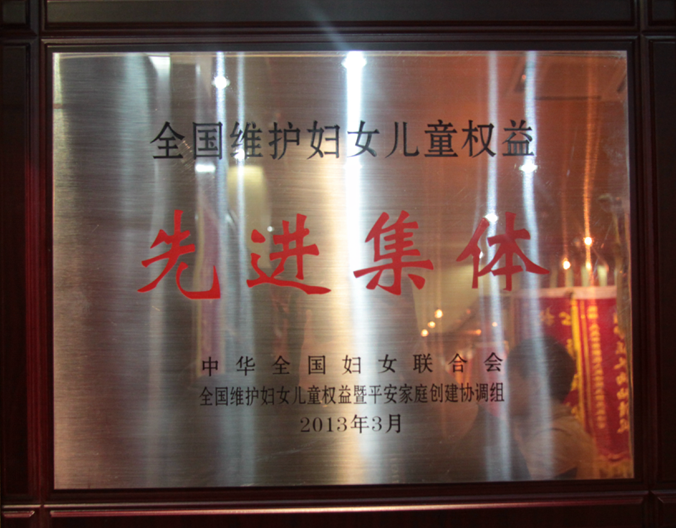 全国维护妇女儿童权益
先进集体
中华全国妇女联合会
全国维护妇女儿童权益暨平安家庭创建协调组
2013年3月